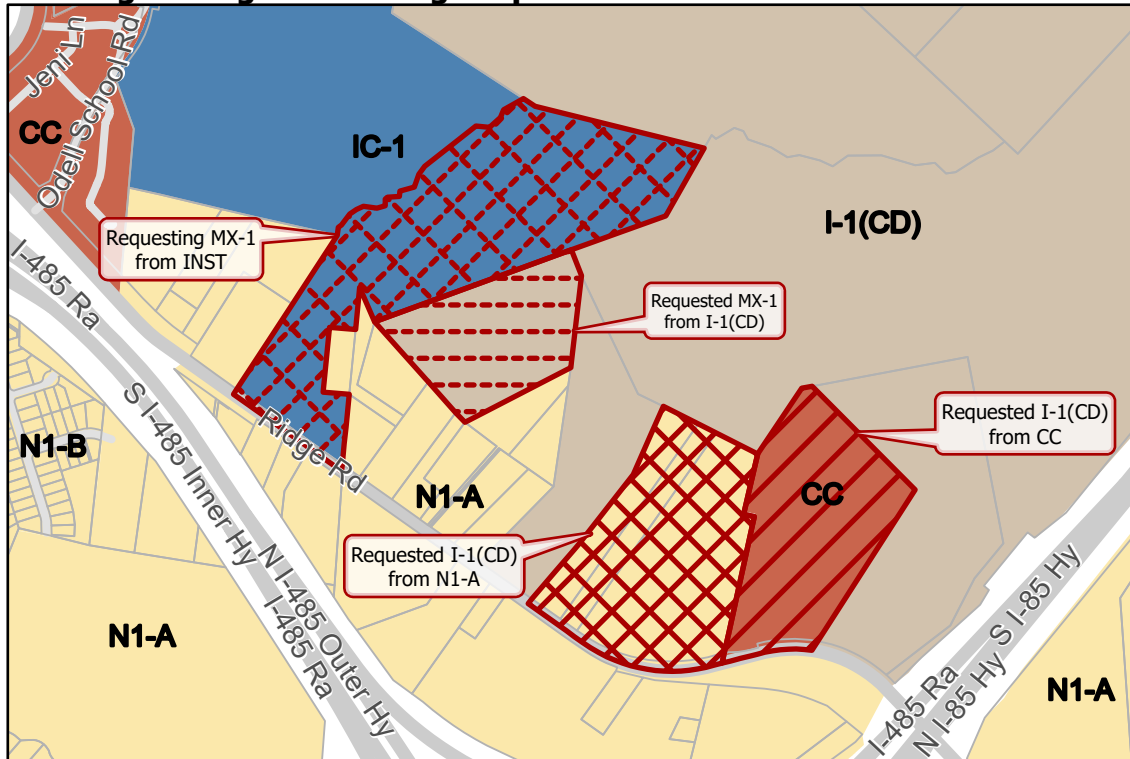 Jeni Ln
Odell School Rd
CC
IC-1
I-1(CD)
Requesting MX-1
from INST
I-485 Ra
Requested MX-1
from I-1(CD)
Requested I-1(CD)
from CC
N1-B
S I-485 Inner Hy
Ridge Rd
N1-A
CC
Requested I-1(CD)
from N1-A
N I-485 Outer Hy
I-485 Ra
N1-A
S I-85 Hy
I-485 Ra
N I-85 Hy
N1-A